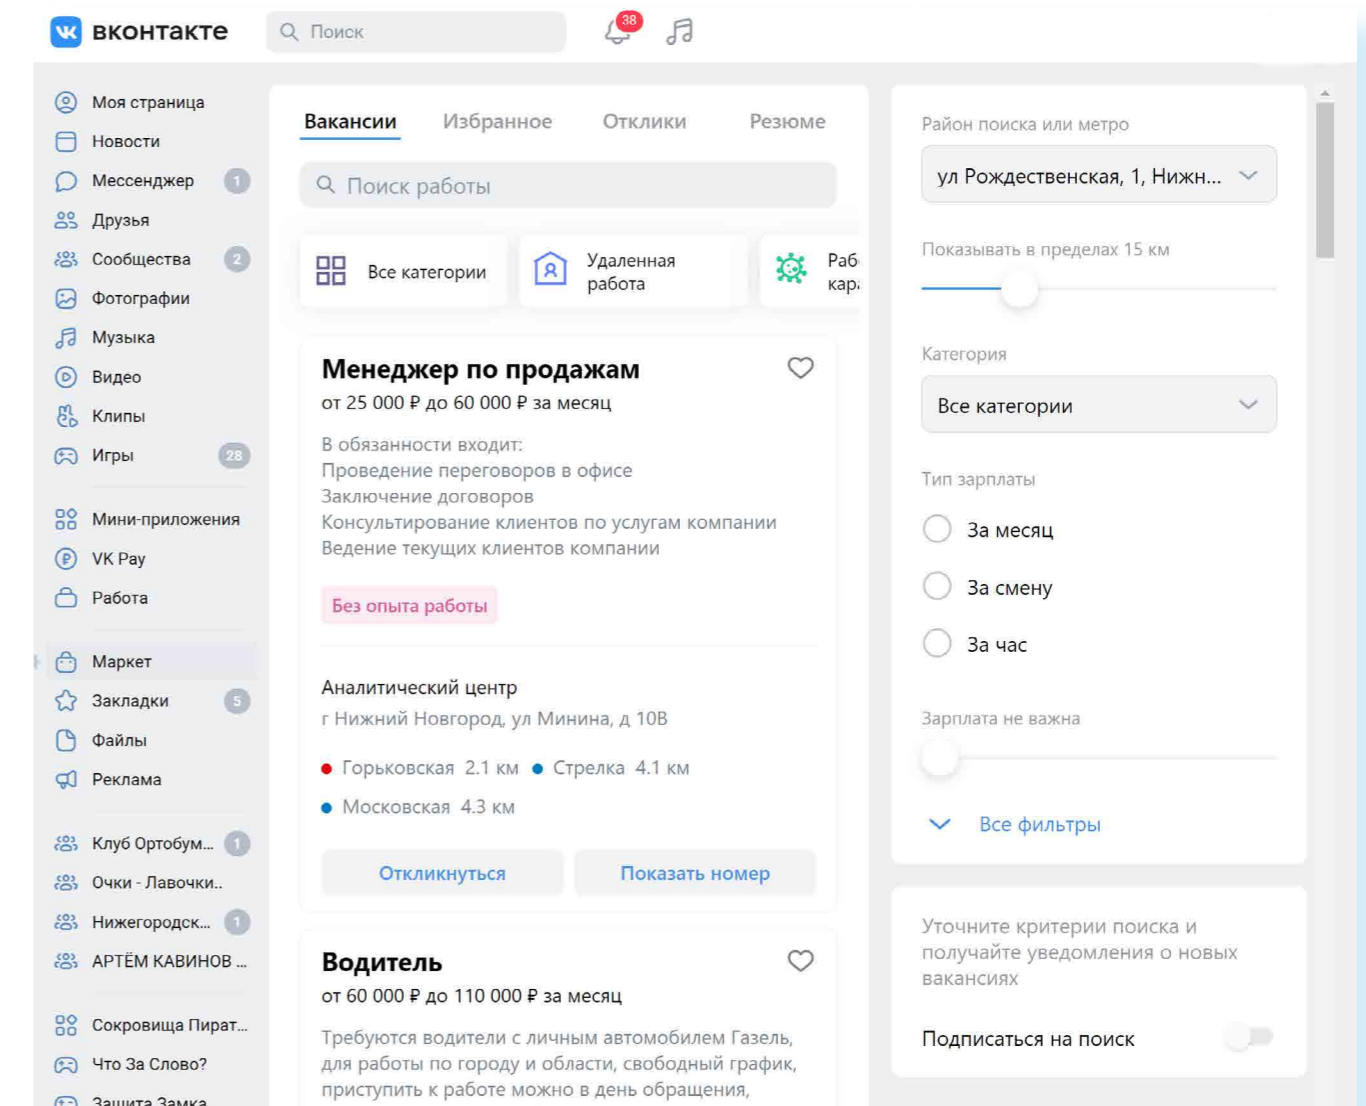 вконтакте
Поиск
38
Моя страница
Новости
Мессенджер 1
Друзья
Сообщества 2
Фотографии
Музыка
Видео
Клипы
Игры 28
Мини-приложения
VK Pay
Работа
Маркет
Закладки 5
Файлы
Реклама
Клуб Ортобум... 1
Очки - Лавочки..
Нижегородск... 1
АРТЁМ КАВИНОВ ...
Сокровища Пират...
Что За Слово?
Защита Замка
Вакансии Избранное Отклики Резюме
Поиск работы
Все категории
Удаленная
работа
Раб
кара
Менеджер по продажам
от 25 000 ₽ до 60 000 ₽ за месяц
В обязанности входит:
Проведение переговоров в офисе
Заключение договоров
Консультирование клиентов по услугам компании
Ведение текущих клиентов компании
Без опыта работы
Аналитический центр
г Нижний Новгород, ул Минина, д 10В
Горьковская 2.1 км Стрелка 4.1 км
Московская 4.3 км
Откликнуться Показать номер
Водитель
от 60 000 ₽ до 110 000 ₽ за месяц
Требуются водители с личным автомобилем Газель,
для работы по городу и области, свободный график,
приступить к работе можно в день обращения,
Район поиска или метро
ул Рождественская, 1, Нижн...
Показывать в пределах 15 км
Категория
Все категории
Тип зарплаты
За месяц
За смену
За час
Зарплата не важна
Все фильтры
Уточните критерии поиска и
получайте уведомления о новых
вакансиях
Подписаться на поиск